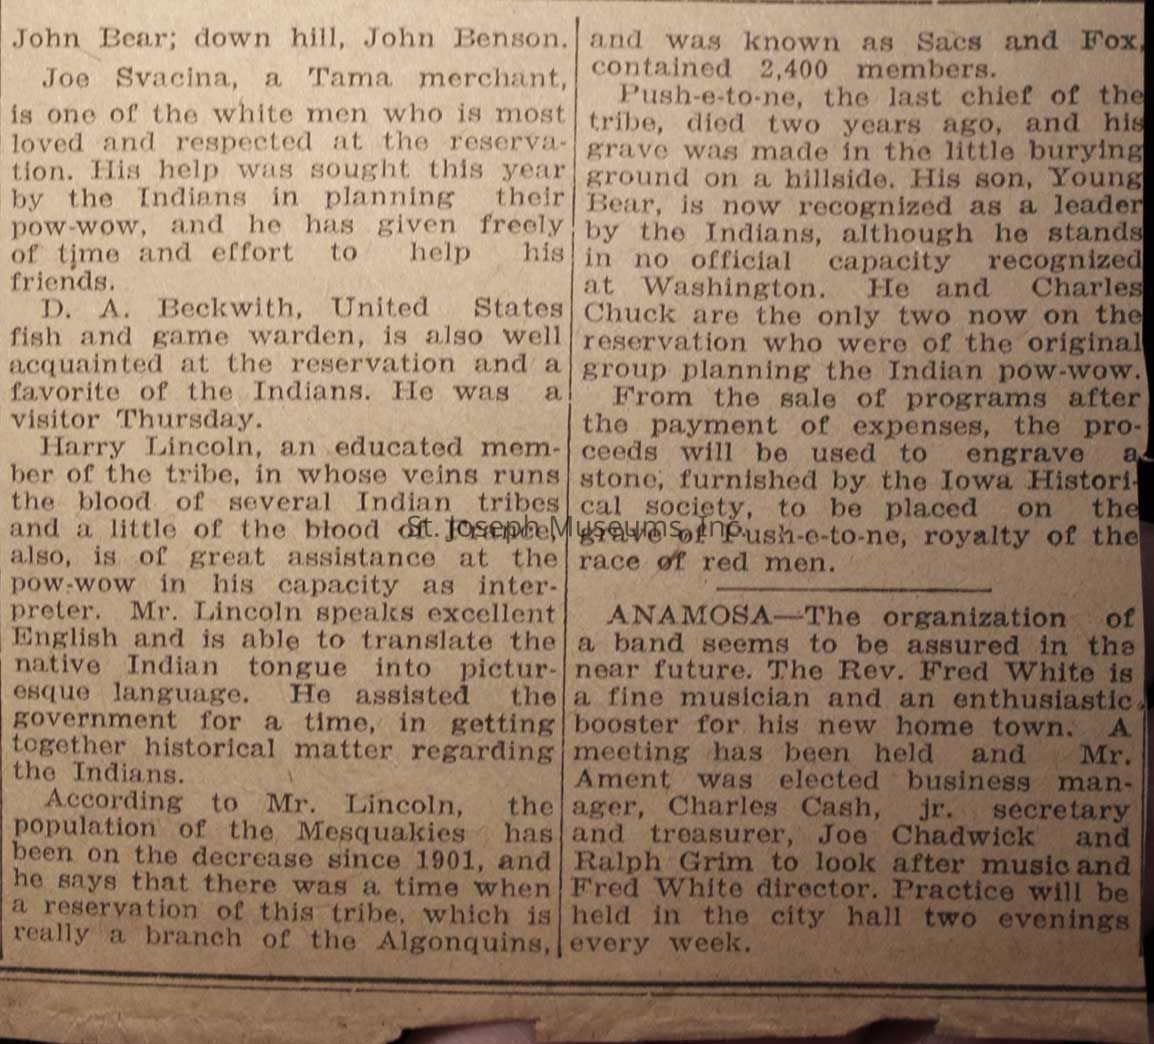 John Bear; down hill, John Benson.
Joe Svacina, a Tama merchant,
is one of the white men who is most
loved and respected at the reserva-
tion. His help was sought this year
by the Indians in planning their
pow-wow, and he has given freely
of time and effort to help his
friends.
D. A. Beckwith, United States
fish and game warden, is also well
acquainted at the reservation and a
favorite of the Indians. He was a
visitor Thursday.
Harry Lincoln, an educated mem-
ber of the tribe, in whose veins runs
the blood of several Indian tribes
and a little of the blood of France,
also, is of great assistance at the
pow-wow in his capacity as inter-
preter. Mr. Lincoln speaks excellent
English and is able to translate the
native Indian tongue into pictur-
esque language. He assisted the
government for a time, in getting
together historical matter regarding
the Indians.
According to Mr. Lincoln, the
population of the Mesquakies has
been on the decrease since 1901, and
he says that there was a time when
a reservation of this tribe, which is
really a branch of the Algonquins,
and was known as Sacs and Fox,
contained 2,400 members.
Push-e-to-ne, the last chief of the
tribe, died two years ago, and his
grave was made in the little burying
ground on a hillside. His son, Young
Bear, is now recognized as a leader
by the Indians, although he stands
in no official capacity recognized
at Washington. He and Charles
Chuck are the only two now on the
reservation who were of the original
group planning the Indian pow-wow.
From the sale of programs after
the payment of expenses, the pro-
ceeds will be used to engrave a
stone, furnished by the Iowa Histori-
cal society, to be placed on the
grave of Push-e-to-ne, royalty of the
race of red men.
ANAMOSA—The organization of
a band seems to be assured in the
near future. The Rev. Fred White is
a fine musician and an enthusiastic
booster for his new home town. A
meeting has been held and Mr.
Ament was elected business man-
ager, Charles Cash, jr. secretary
and treasurer, Joe Chadwick and
Ralph Grim to look after music and
Fred White director. Practice will be
held in the city hall two evenings
every week.
St. Joseph Museums, Inc.